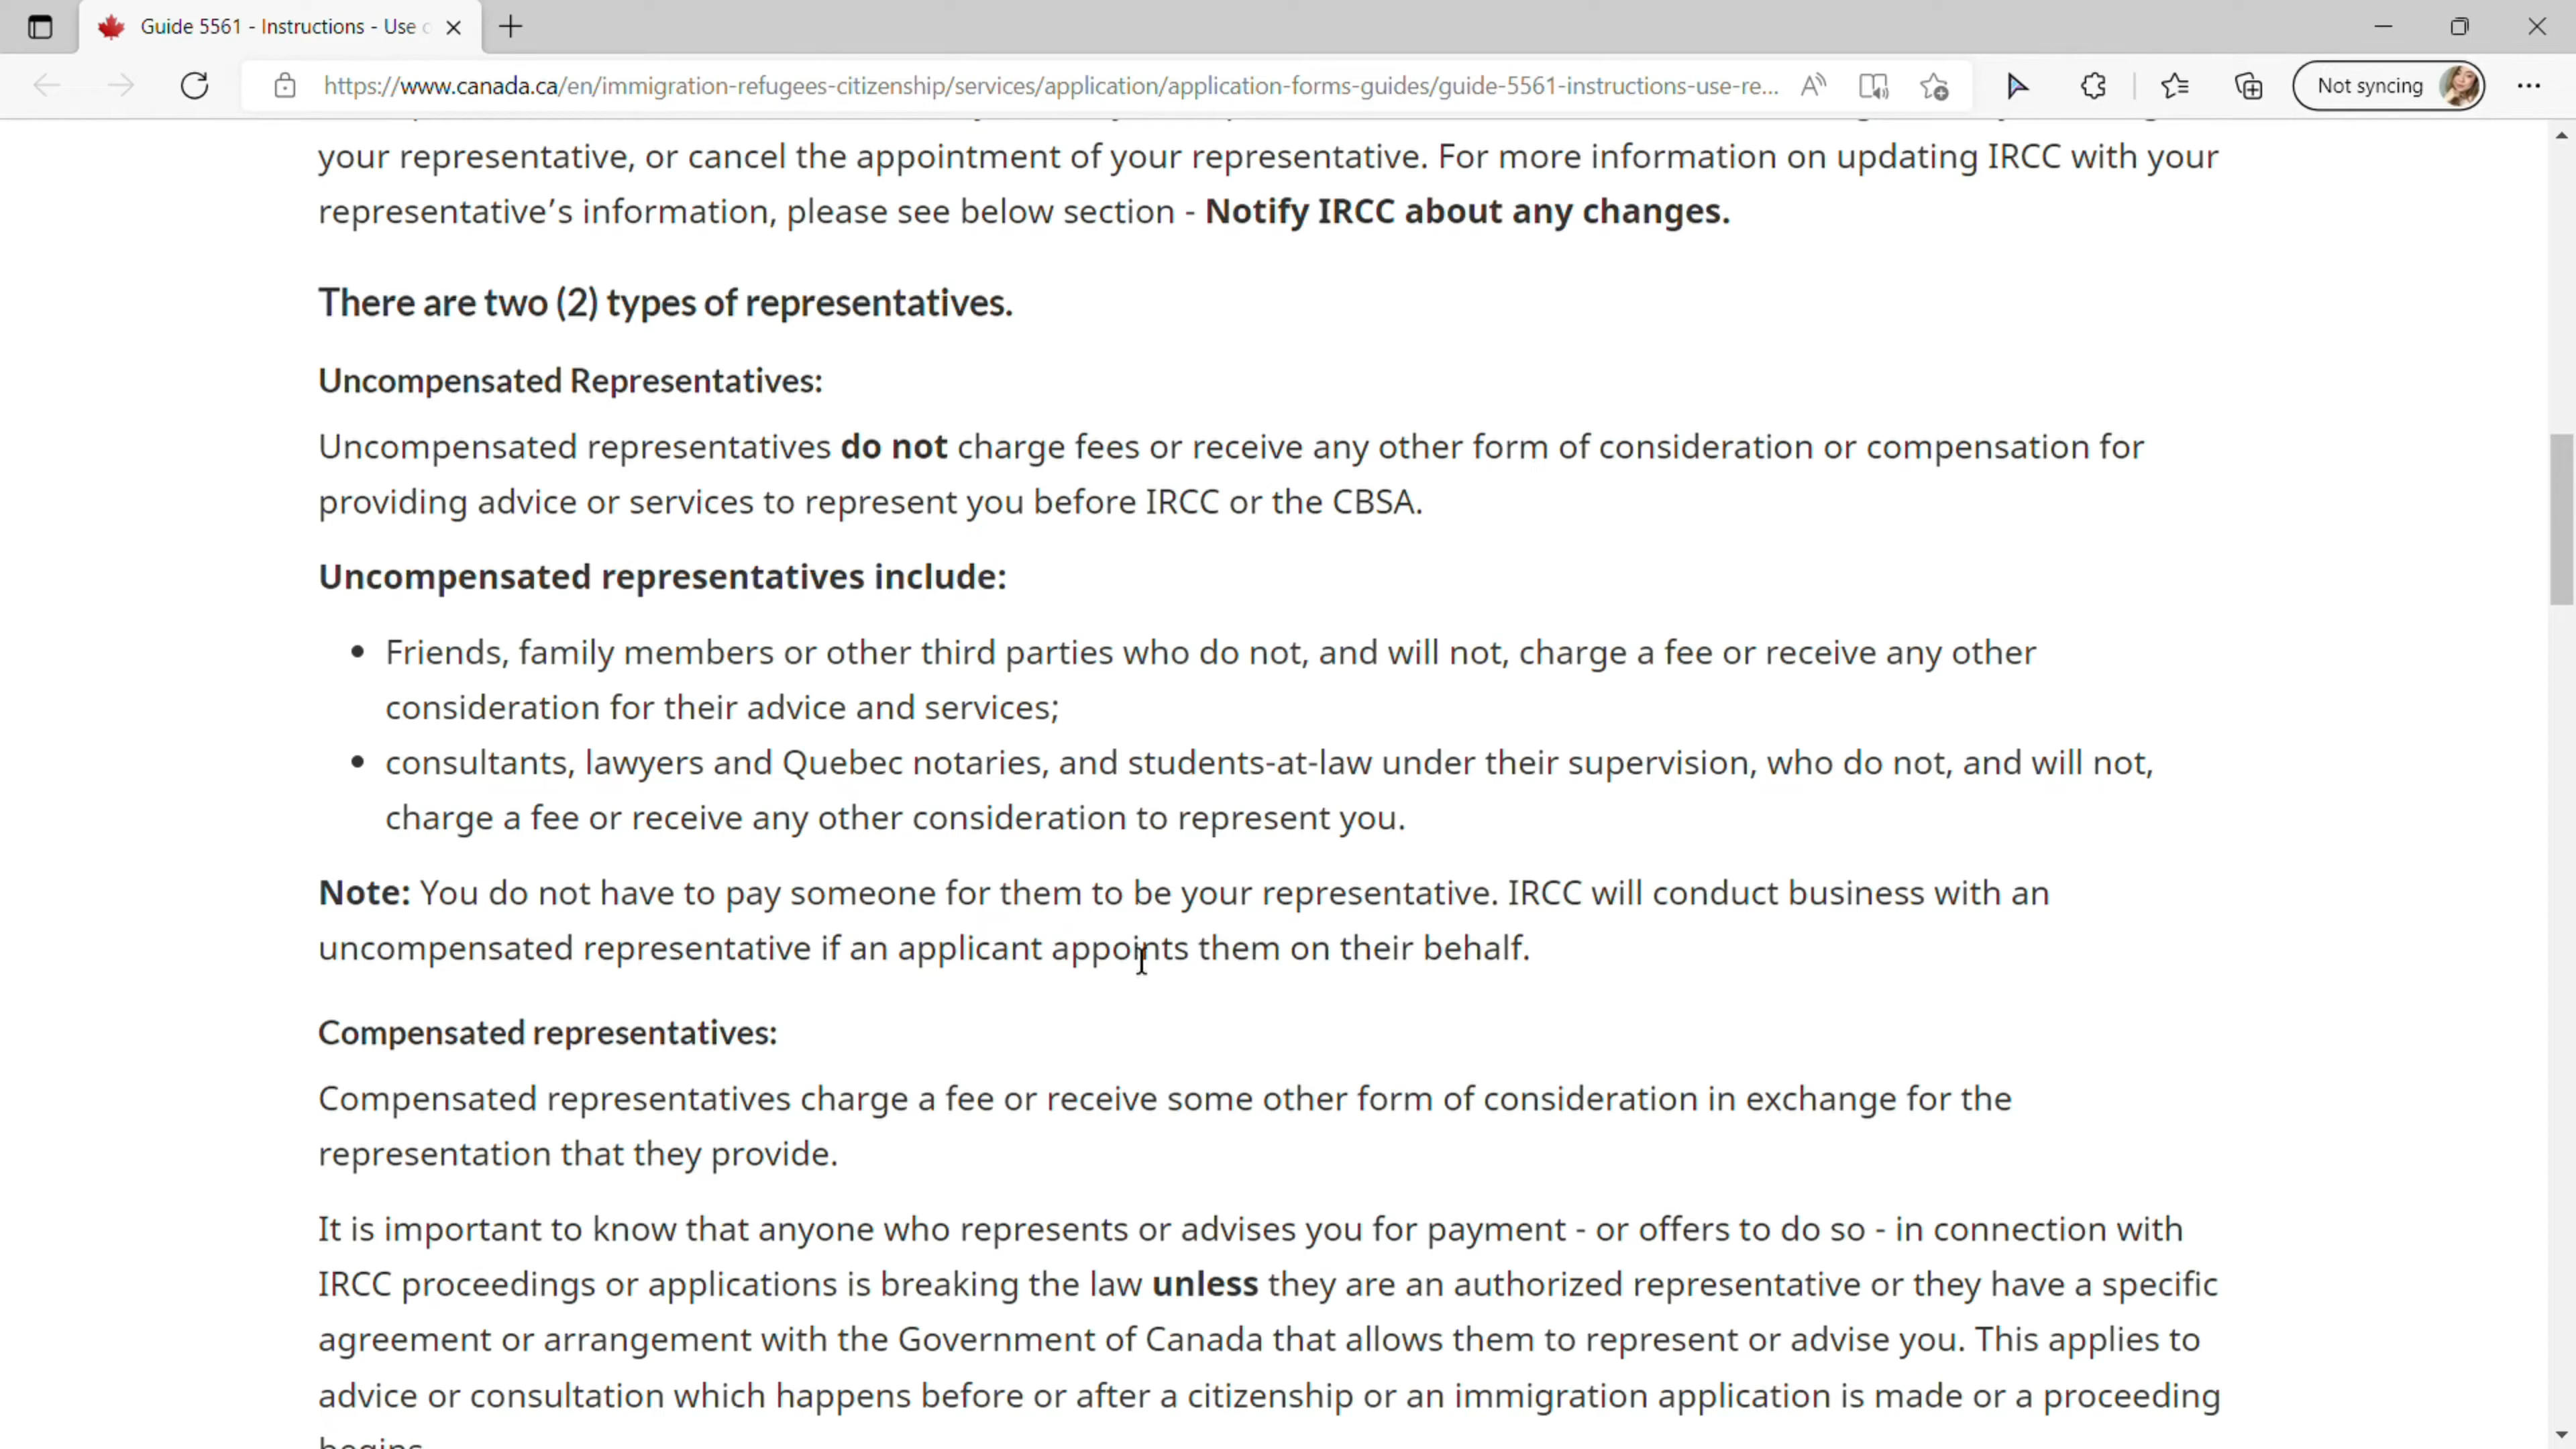 Guide 5561 - Instructions - Use
https://www.canada.ca/en/immigration-refugees-citizenship/services/application/application-forms-guides/guide-5561-instructions-use-re...
Not syncing
your representative, or cancel the appointment of your representative. For more information on updating IRCC with your
representative’s information, please see below section - Notify IRCC about any changes.
There are two (2) types of representatives.
Uncompensated Representatives:
Uncompensated representatives do not charge fees or receive any other form of consideration or compensation for
providing advice or services to represent you before IRCC or the CBSA.
Uncompensated representatives include:
• Friends, family members or other third parties who do not, and will not, charge a fee or receive any other
consideration for their advice and services;
• consultants, lawyers and Quebec notaries, and students-at-law under their supervision, who do not, and will not,
charge a fee or receive any other consideration to represent you.
Note: You do not have to pay someone for them to be your representative. IRCC will conduct business with an
uncompensated representative if an applicant appoints them on their behalf.
Compensated representatives:
Compensated representatives charge a fee or receive some other form of consideration in exchange for the
representation that they provide.
It is important to know that anyone who represents or advises you for payment - or offers to do so - in connection with
IRCC proceedings or applications is breaking the law unless they are an authorized representative or they have a specific
agreement or arrangement with the Government of Canada that allows them to represent or advise you. This applies to
advice or consultation which happens before or after a citizenship or an immigration application is made or a proceeding